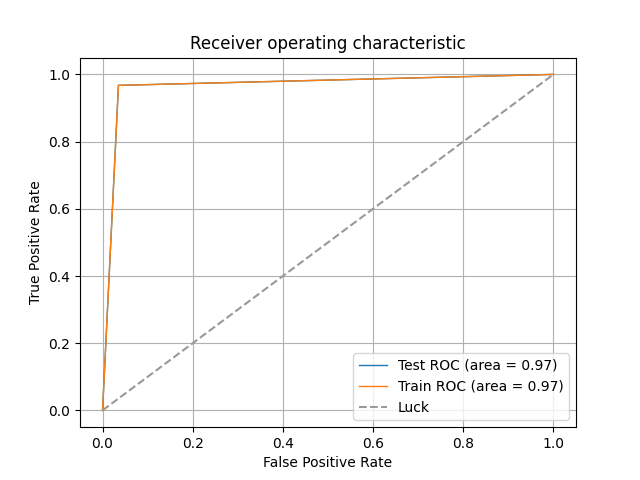 Receiver operating characteristic
True Positive Rate
1.0
0.8
0.6
0.4
0.2
0.0
Test ROC (area = 0.97)
Train ROC (area = 0.97)
Luck
0.0 0.2 0.4 0.6 0.8 1.0
False Positive Rate